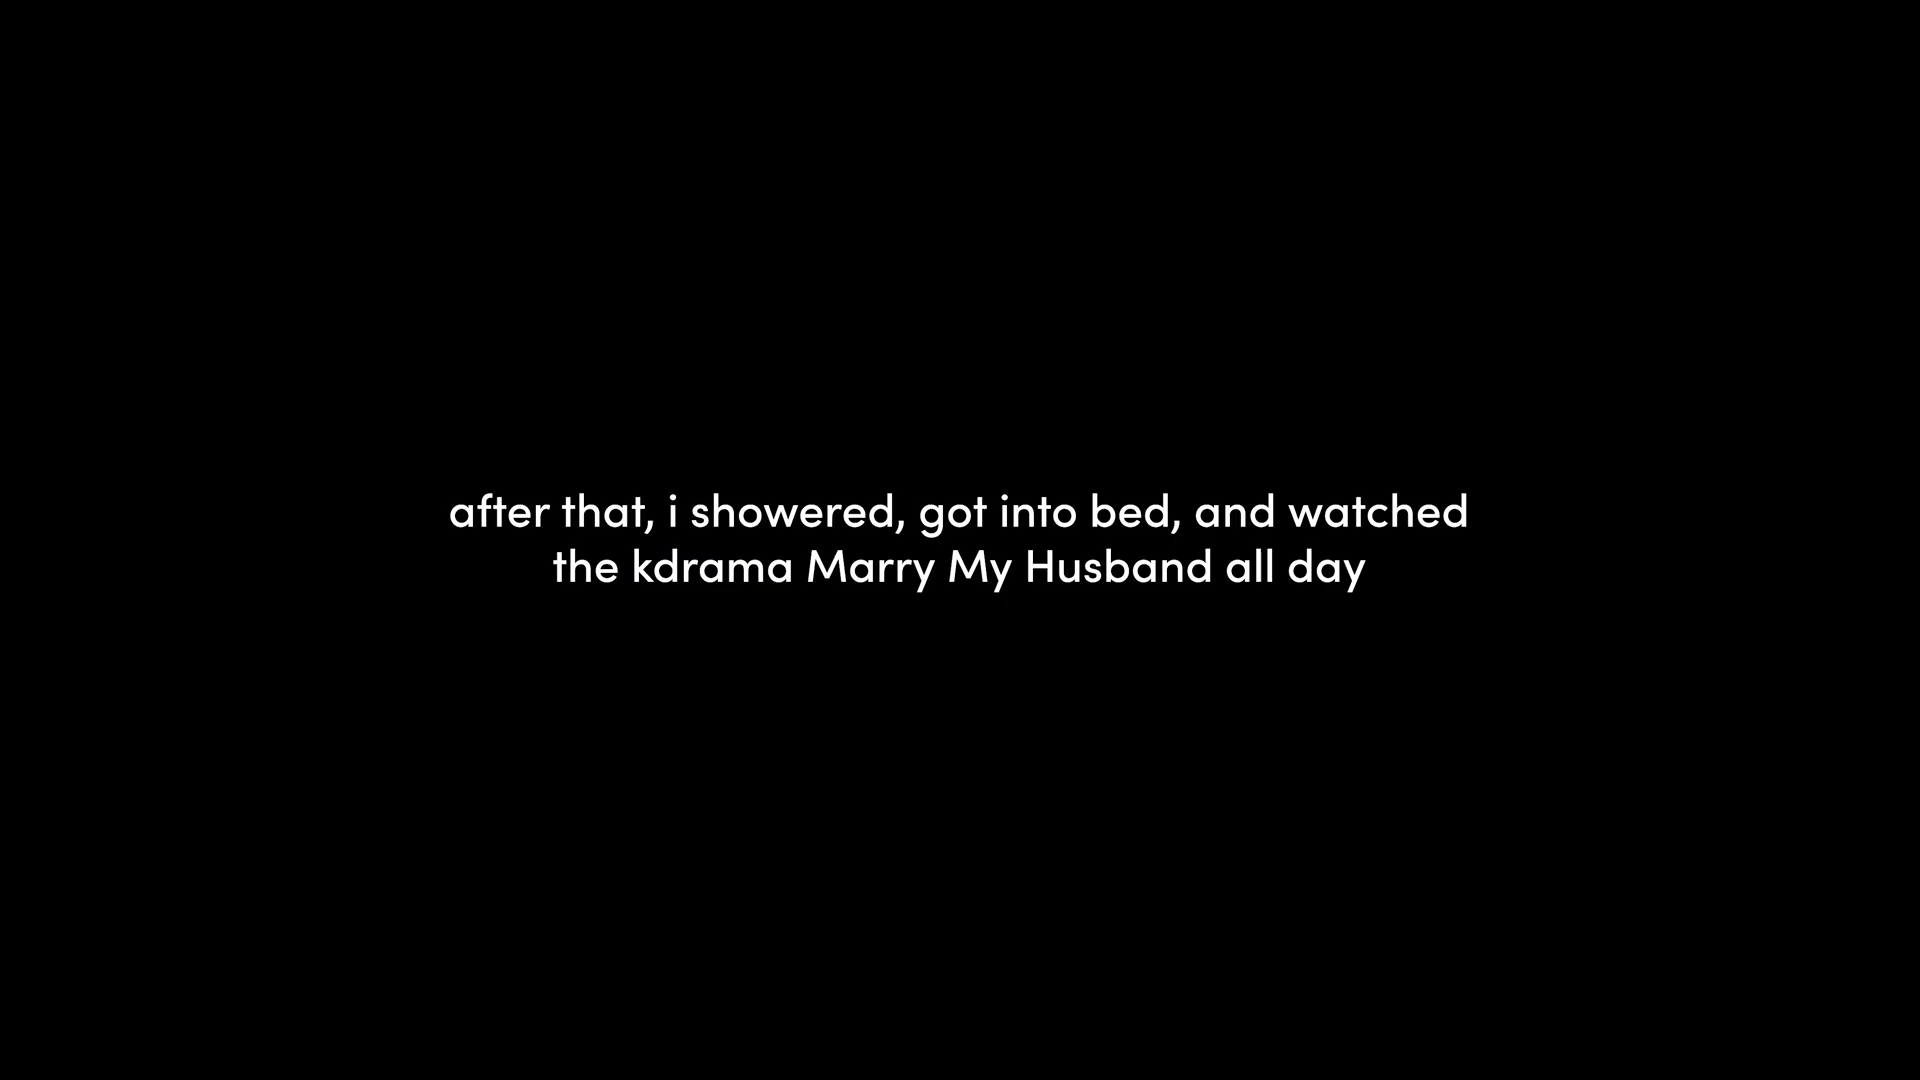 after that, i showered, got into bed, and watched
the kdrama Marry My Husband all day